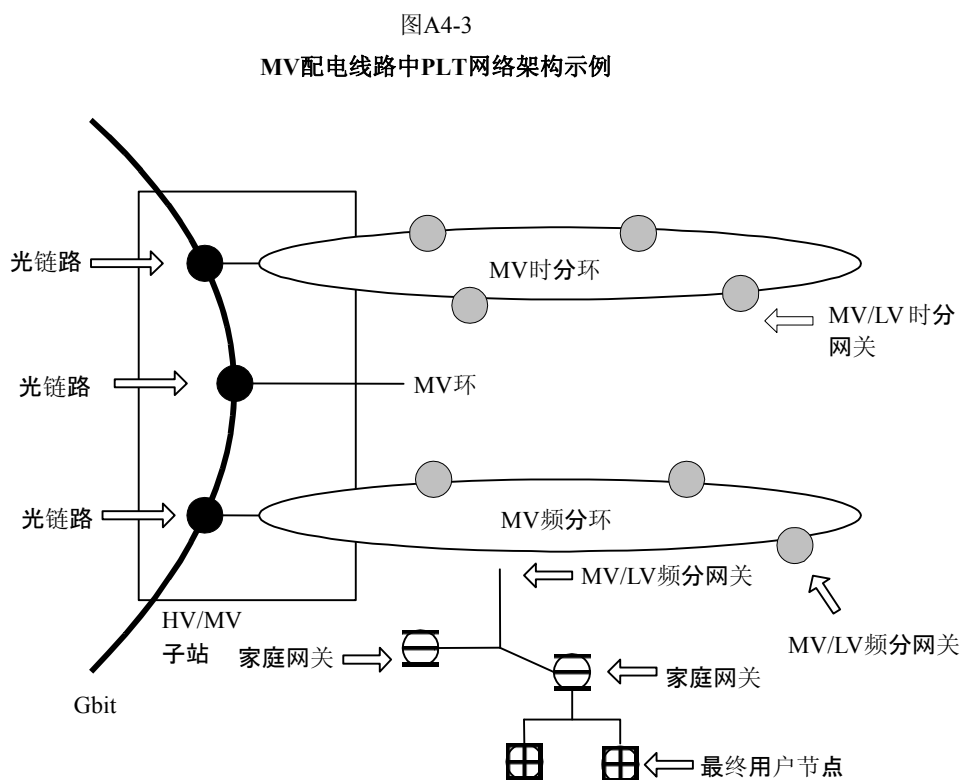 图A4-3
MV配电线路中PLT网络架构示例
光链路
MV时分环
MV/LV 时分
网关
光链路
MV环
光链路
MV频分环
MV/LV频分网关
HV/MV
子站
家庭网关
MV/LV频分网关
家庭网关
Gbit
最终用户节点